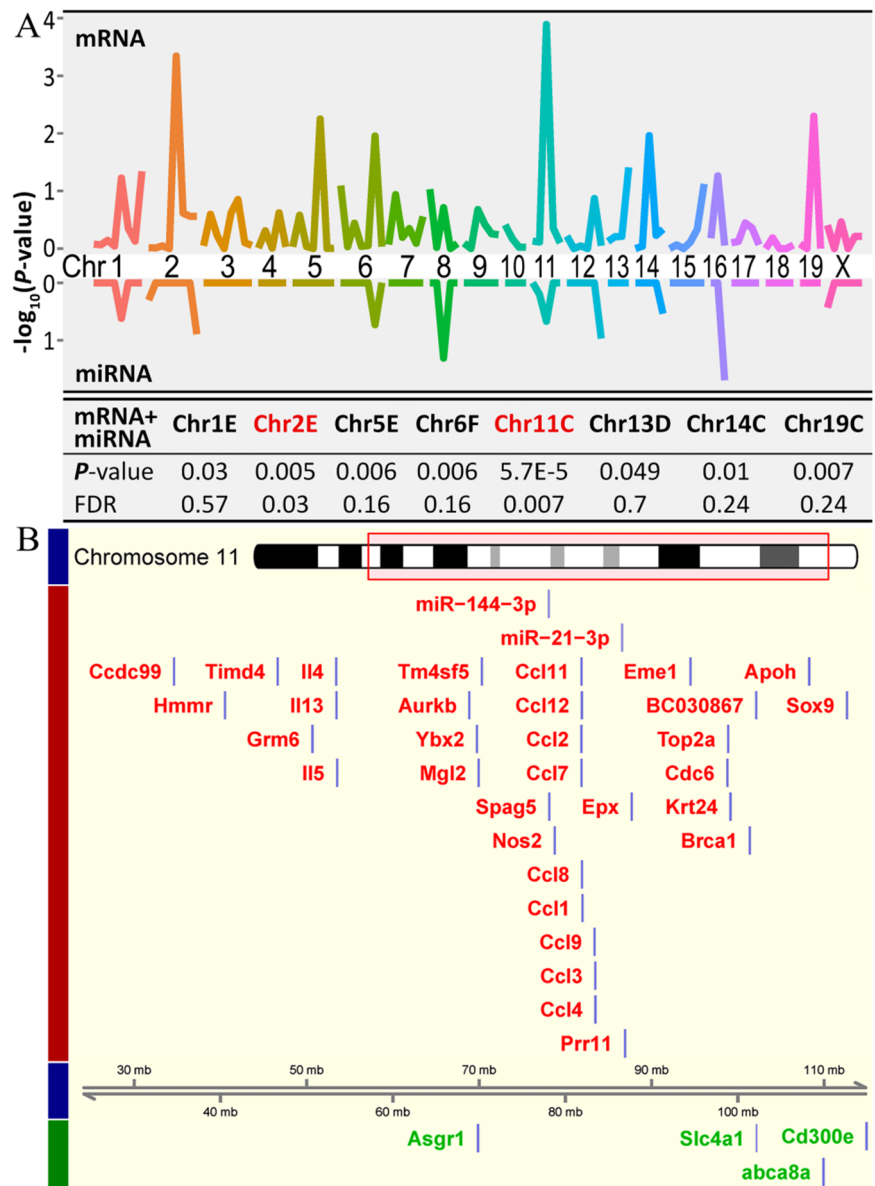 A
mRNA
4
3
2
1
0
Chr 1 2 3 4 5 6 7 8 9 10 11 12 13 14 15 16 17 18 19 X
0
1
-log10(P-value)
miRNA
mRNA+ miRNA Chr1E Chr2E Chr5E Chr6F Chr11C Chr13D Chr14C Chr19C
P-value 0.03 0.005 0.006 0.006 5.7E-5 0.049 0.01 0.007
FDR 0.57 0.03 0.16 0.16 0.007 0.7 0.24 0.24
B
Chromosome 11
miR-144-3p
miR-21-3p
Ccdc99 Timd4 Il4 Tm4sf5 Ccl11 Eme1 Apoh
Hmmr Il13 Aurkb Ccl12 BC030867 Sox9
Grm6 Ybx2 Ccl2 Top2a
Il5 Mgl2 Ccl7 Cdc6
Spag5 Epx Krt24
Nos2 Brca1
Ccl8
Ccl1
Ccl9
Ccl3
Ccl4
Prr11
30 mb 50 mb 70 mb 90 mb 110 mb
40 mb 60 mb 80 mb 100 mb
Asgr1 Slc4a1 Cd300e
abca8a